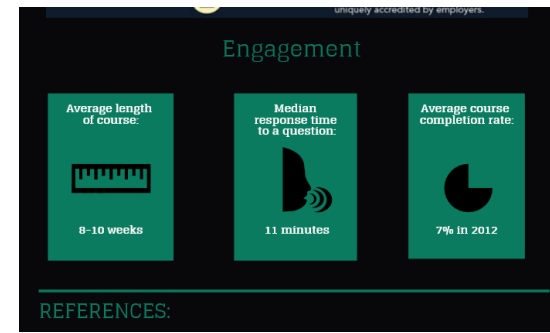 uniquely accredited by employers.
Engagement
Average length
of course:
8-10 weeks
Median
response time
to a question:
11 minutes
Average course
completion rate:
7% in 2012
REFERENCES: